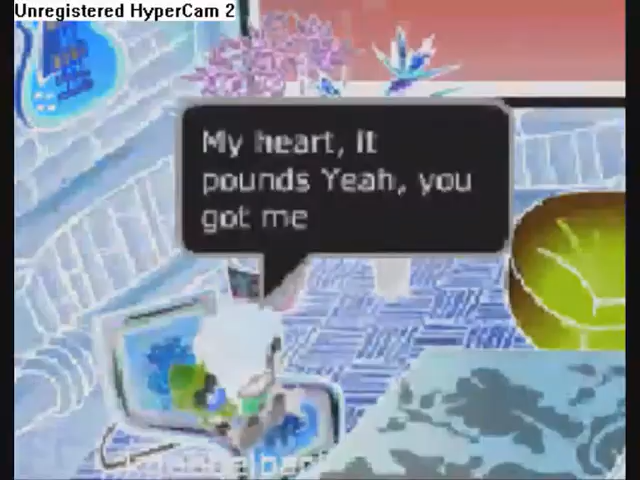 Unregistered HyperCam 2
My heart, it
pounds Yeah, you
got me